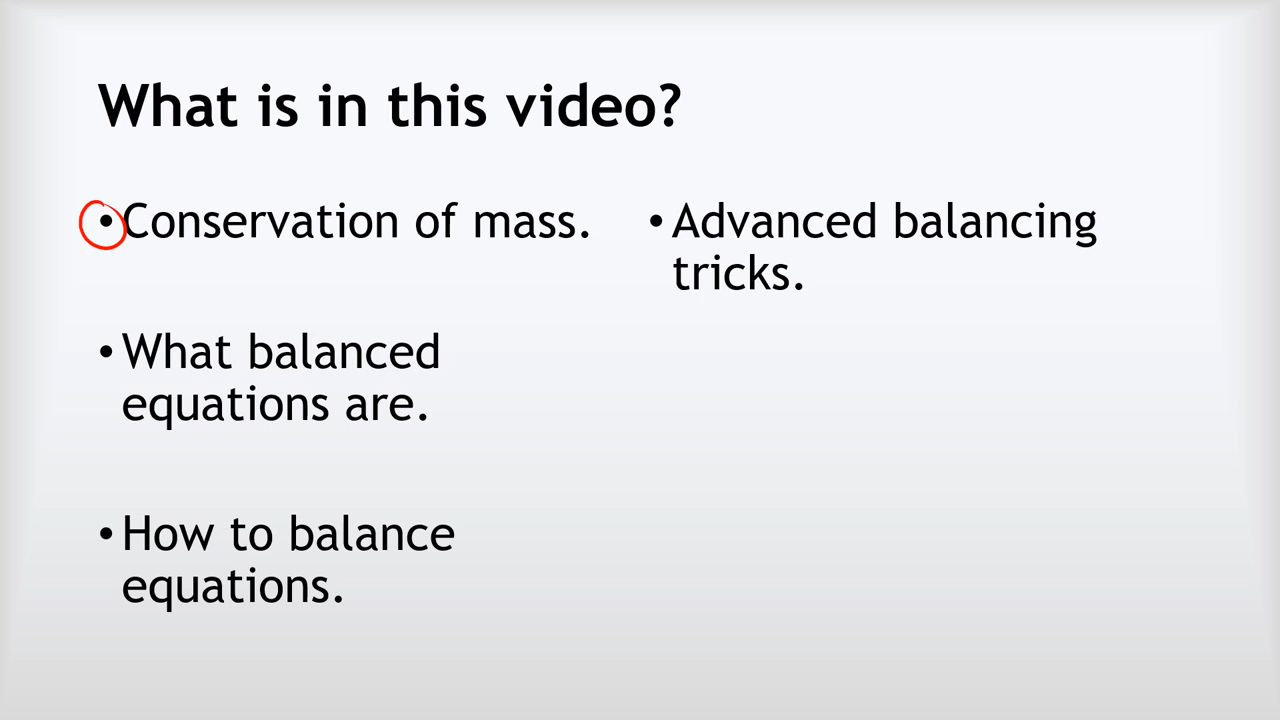 What is in this video?
• Conservation of mass.
• What balanced
equations are.
• How to balance
equations.
• Advanced balancing
tricks.